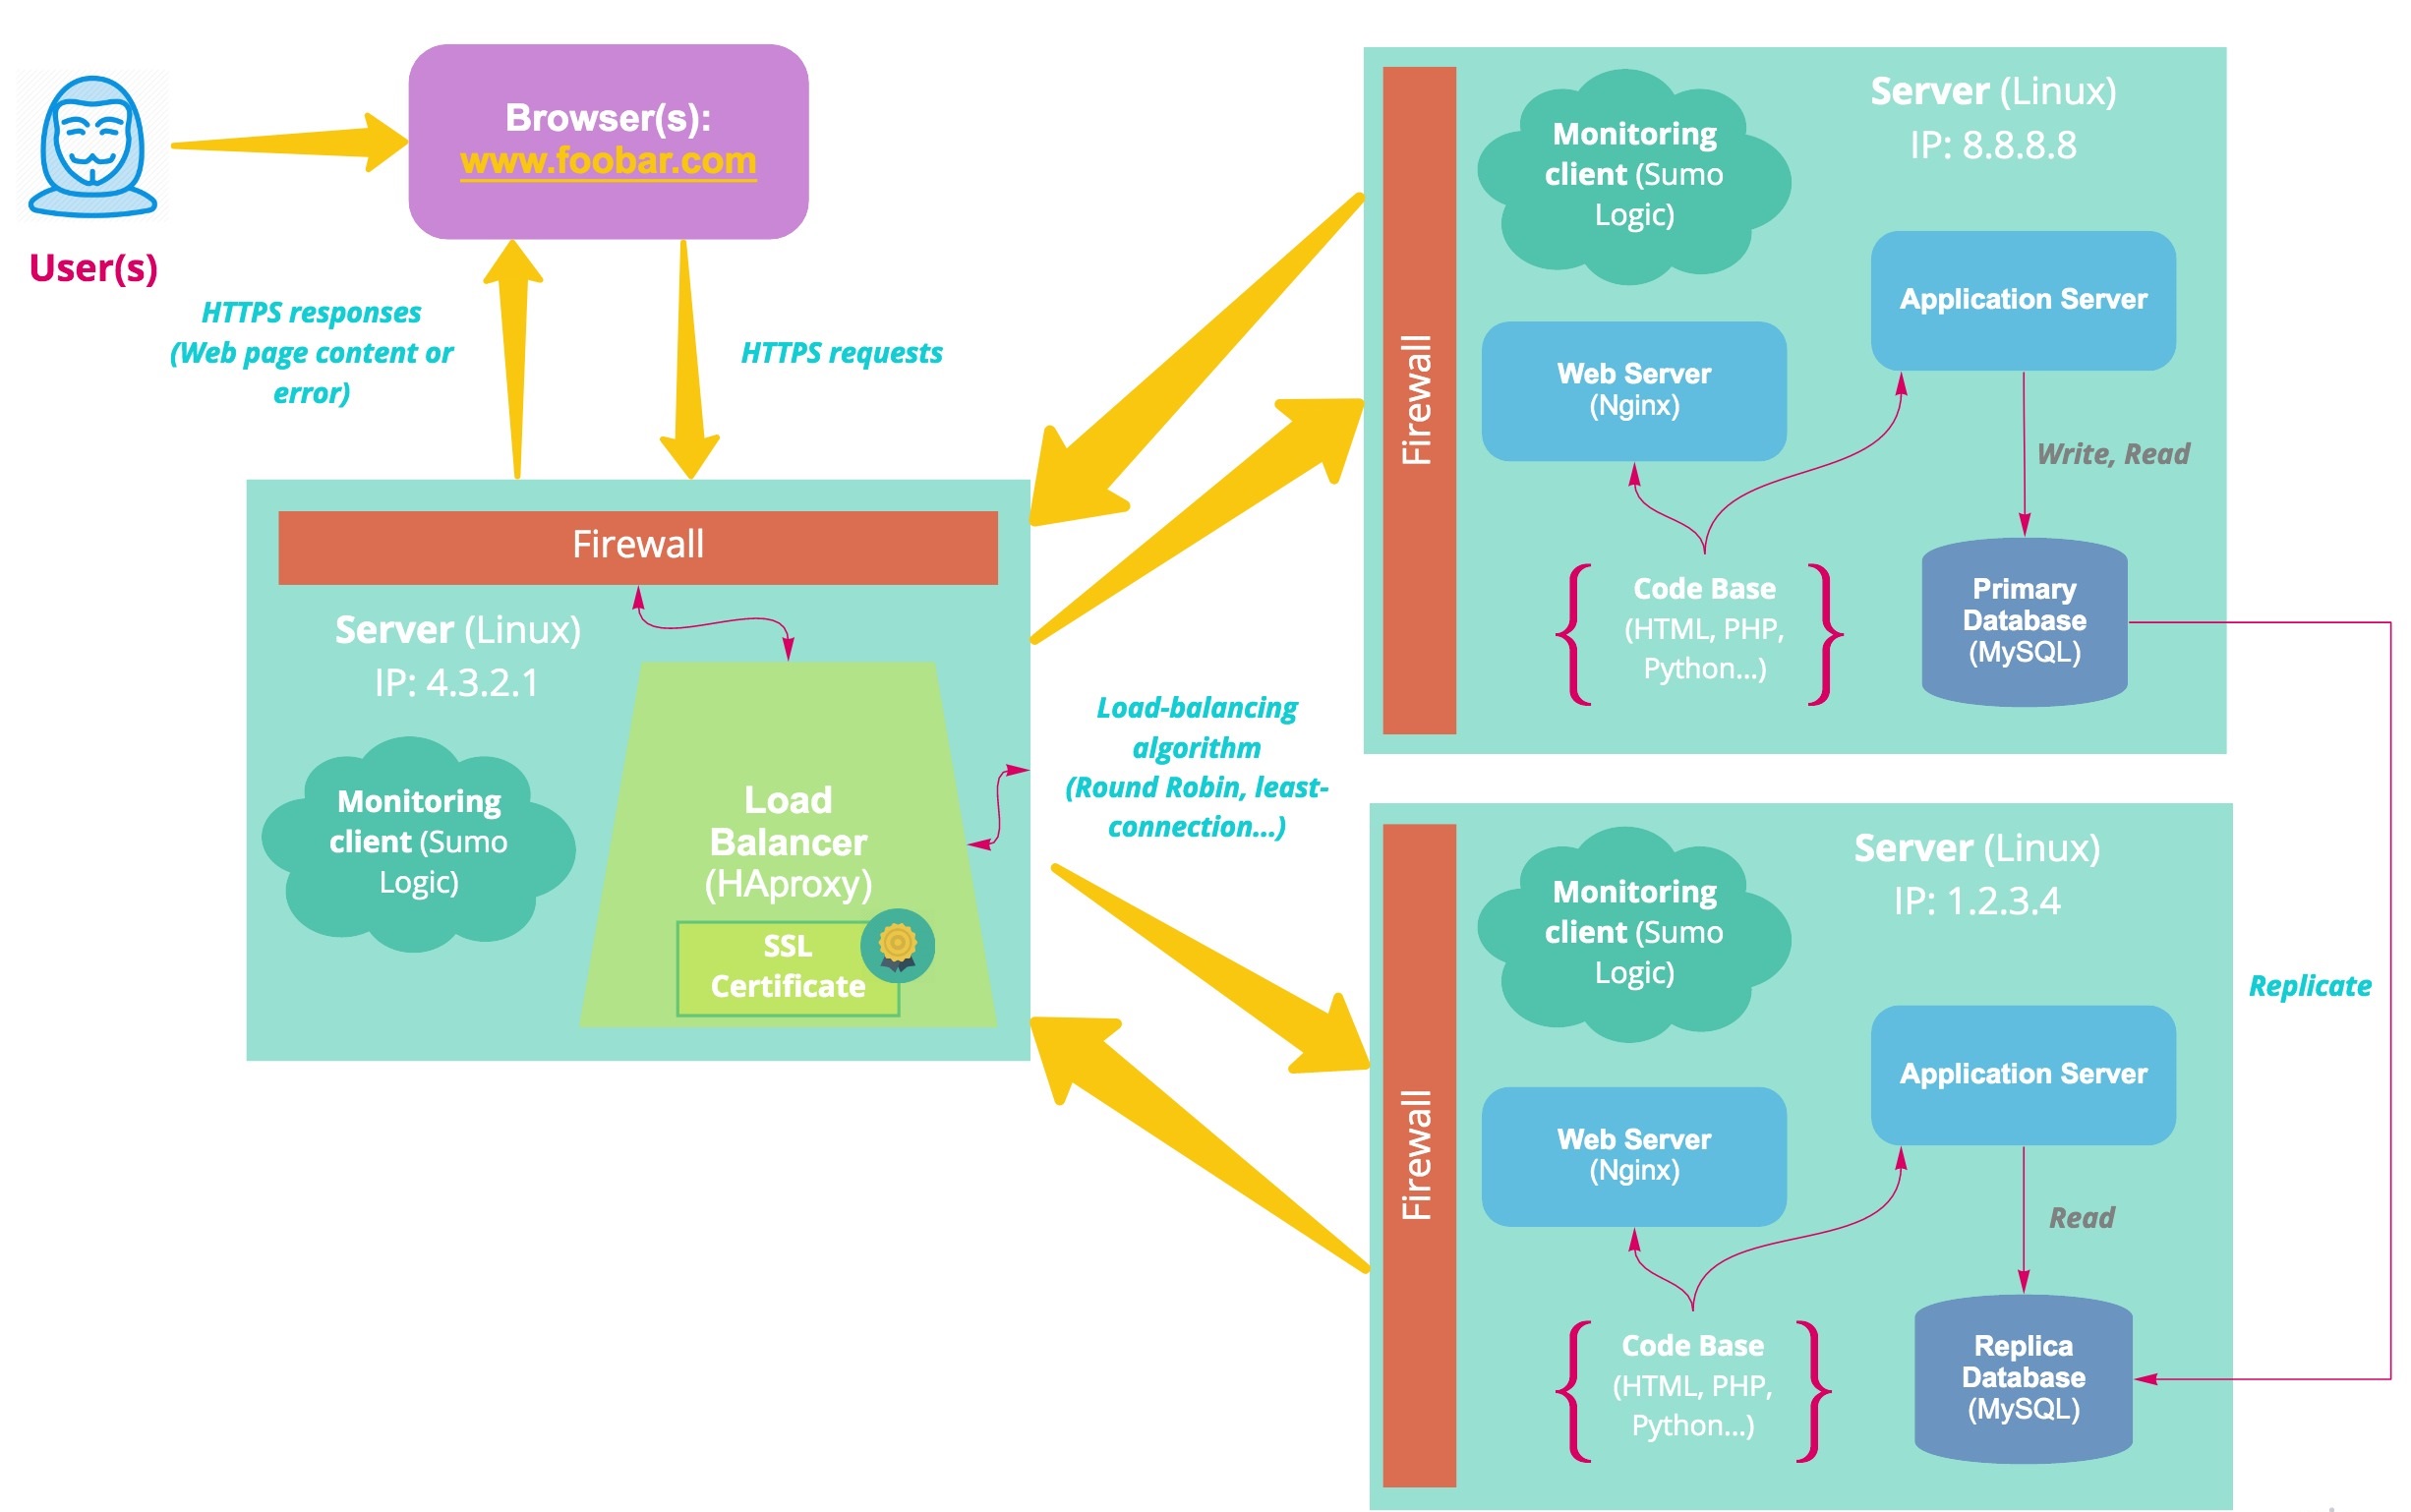 User(s)
Browser(s):
www.foobar.com
HTTPS responses
(Web page content or
error)
HTTPS requests
Firewall
Server (Linux)
IP: 4.3.2.1
Monitoring
client (Sumo
Logic)
Load
Balancer
(HAproxy)
SSL
Certificate
Load-balancing
algorithm
(Round Robin, least-
connection...)
Firewall
Monitoring
client (Sumo
Logic)
Server (Linux)
IP: 8.8.8.8
Application Server
Web Server
(Nginx)
Write, Read
Code Base
(HTML, PHP,
Python...)
Primary
Database
(MySQL)
Firewall
Monitoring
client (Sumo
Logic)
Server (Linux)
IP: 1.2.3.4
Application Server
Web Server
(Nginx)
Read
Code Base
(HTML, PHP,
Python...)
Replica
Database
(MySQL)
Replicate